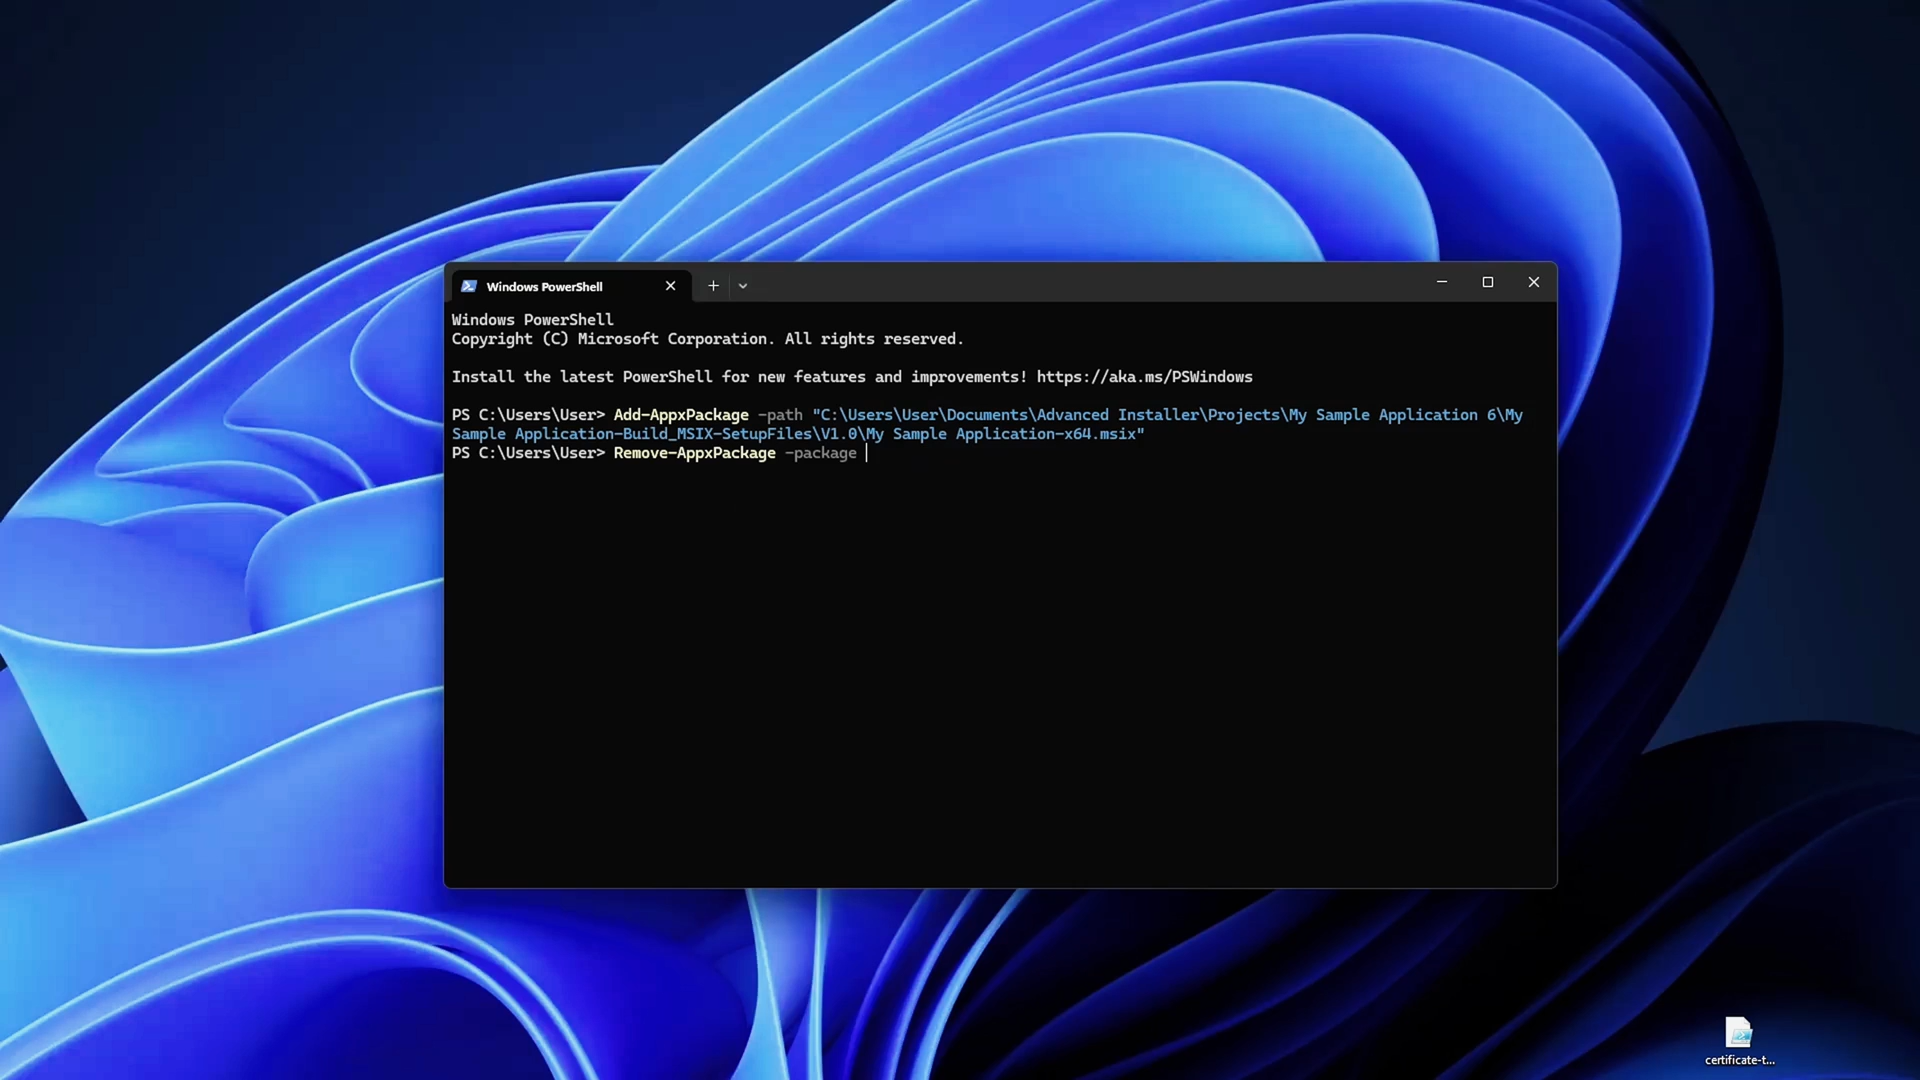 Windows PowerShell
Windows PowerShell
Copyright (C) Microsoft Corporation. All rights reserved.
Install the latest PowerShell for new features and improvements! https://aka.ms/PSWindows
PS C:\Users\User> Add-AppxPackage -path "C:\Users\User\Documents\Advanced Installer\Projects\My Sample Application 6\My
Sample Application-Build_MSIX-SetupFiles\V1.0\My Sample Application-x64.msix"
PS C:\Users\User> Remove-AppxPackage -package
certificate-t...